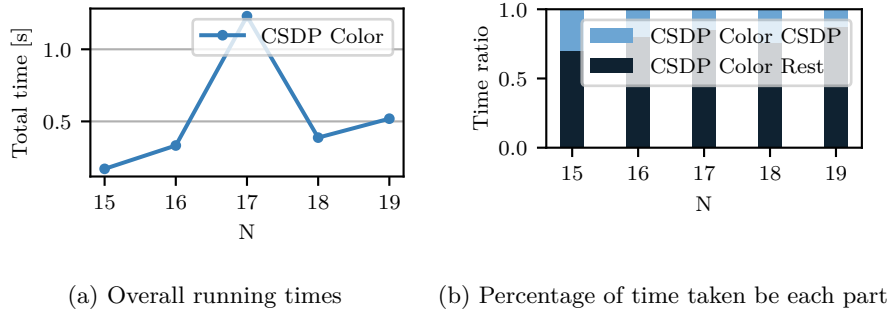 Total time [s]
1.0
0.5
CSDP Color
15 16 17 18 19
N
(a) Overall running times
Time ratio
1.0
0.5
0.0
CSDP Color CSDP
CSDP Color Rest
15 16 17 18 19
N
(b) Percentage of time taken be each part